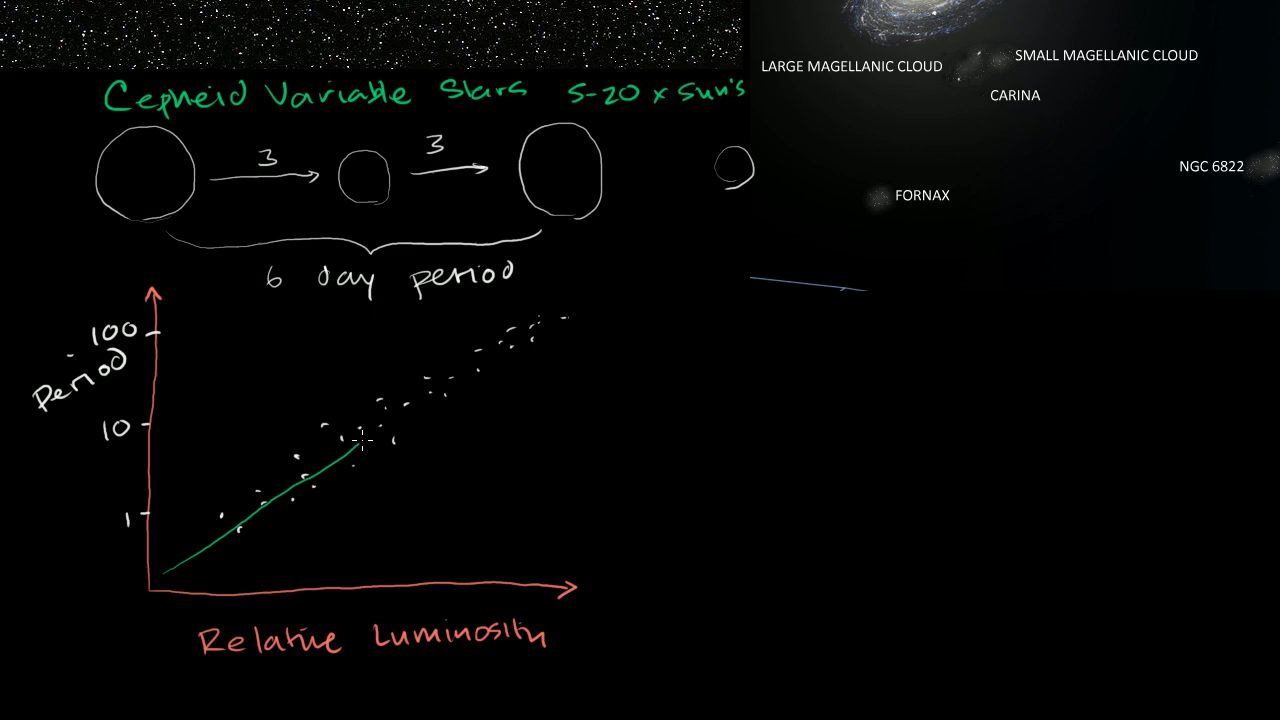 LARGE MAGELLANIC CLOUD
SMALL MAGELLANIC CLOUD
CARINA
NGC 6822
FORNAX
Cepheid Variable Stars 5-20 x Sun's
3
3
6 day period
100
Period
10
1
Relative Luminosity